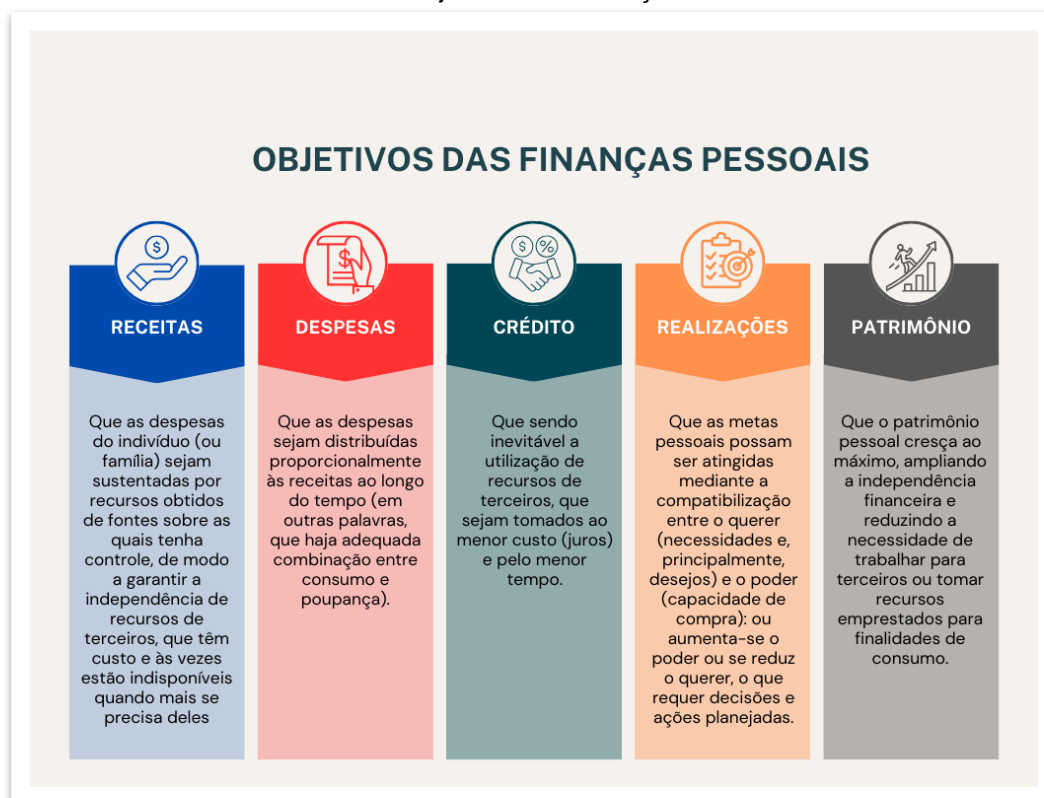 OBJETIVOS DAS FINANÇAS PESSOAIS
RECEITAS
Que as despesas
do indivíduo (ou
família) sejam
sustentadas por
recursos obtidos
de fontes sobre as
quais tenha
controle, de modo
a garantir a
independência de
recursos de
terceiros, que têm
custo e às vezes
estão indisponíveis
quando mais se
precisa deles
DESPESAS
Que as despesas
sejam distribuídas
proporcionalmente
às receitas ao longo
do tempo (em
outras palavras,
que haja adequada
combinação entre
consumo e
poupança).
CRÉDITO
Que sendo
inevitável a
utilização de
recursos de
terceiros, que
sejam tomados ao
menor custo (juros)
e pelo menor
tempo.
REALIZAÇÕES
Que as metas
pessoais possam
ser atingidas
mediante a
compatibilização
entre o querer
(necessidades e,
principalmente,
desejos) e o poder
(capacidade de
compra): ou
aumenta-se o
poder ou se reduz
o querer, o que
requer decisões e
ações planejadas.
PATRIMÔNIO
Que o patrimônio
pessoal cresça ao
máximo, ampliando
a independência
financeira e
reduzindo a
necessidade de
trabalhar para
terceiros ou tomar
recursos
emprestados para
finalidades de
consumo.